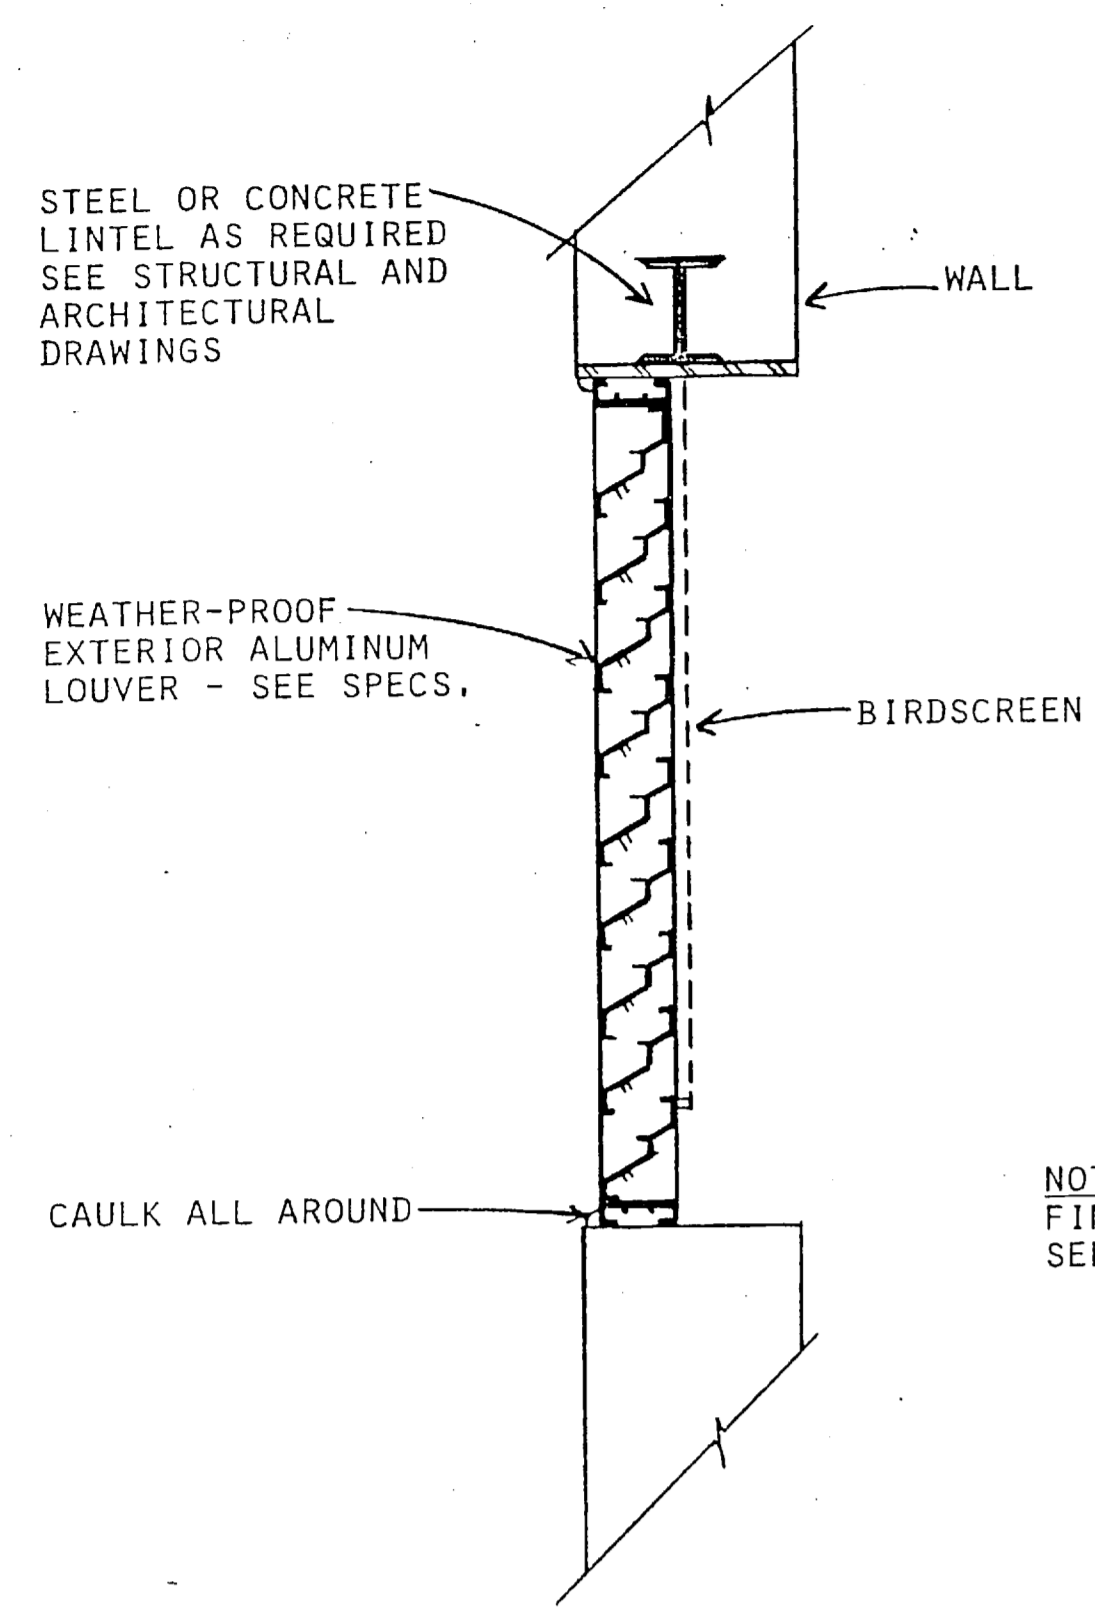 STEEL OR CONCRETE
LINTEL AS REQUIRED
SEE STRUCTURAL AND
ARCHITECTURAL
DRAWINGS
WALL
WEATHER-PROOF
EXTERIOR ALUMINUM
LOUVER - SEE SPECS.
BIRDSCREEN
CAULK ALL AROUND